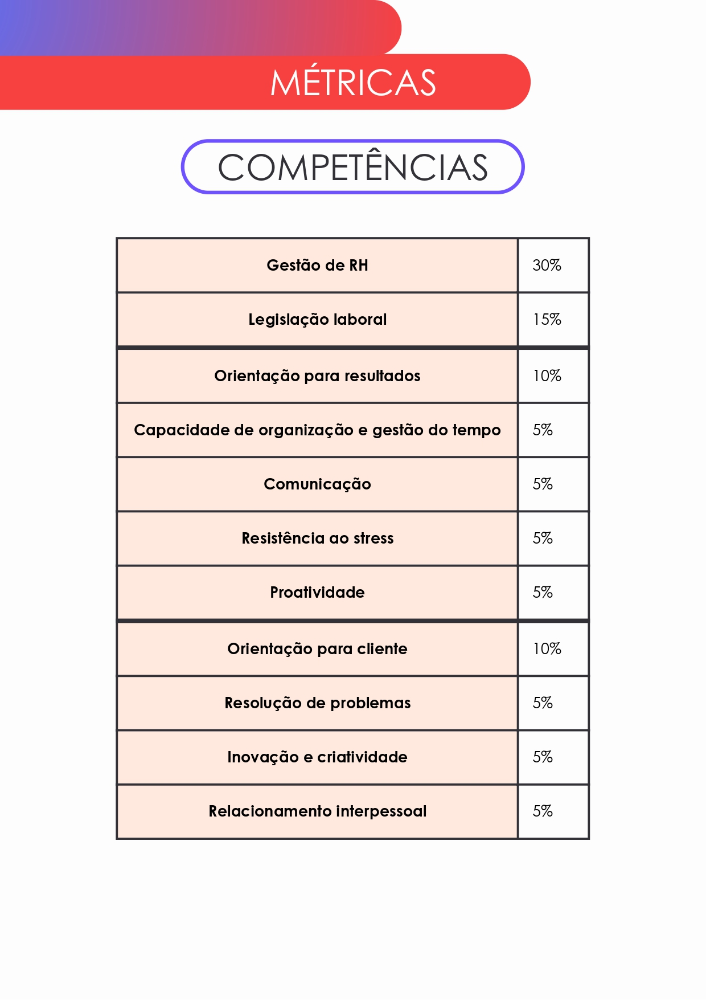 MÉTRICAS
COMPETÊNCIAS
Gestão de RH 30%
Legislação laboral 15%
Orientação para resultados 10%
Capacidade de organização e gestão do tempo 5%
Comunicação 5%
Resistência ao stress 5%
Proatividade 5%
Orientação para cliente 10%
Resolução de problemas 5%
Inovação e criatividade 5%
Relacionamento interpessoal 5%